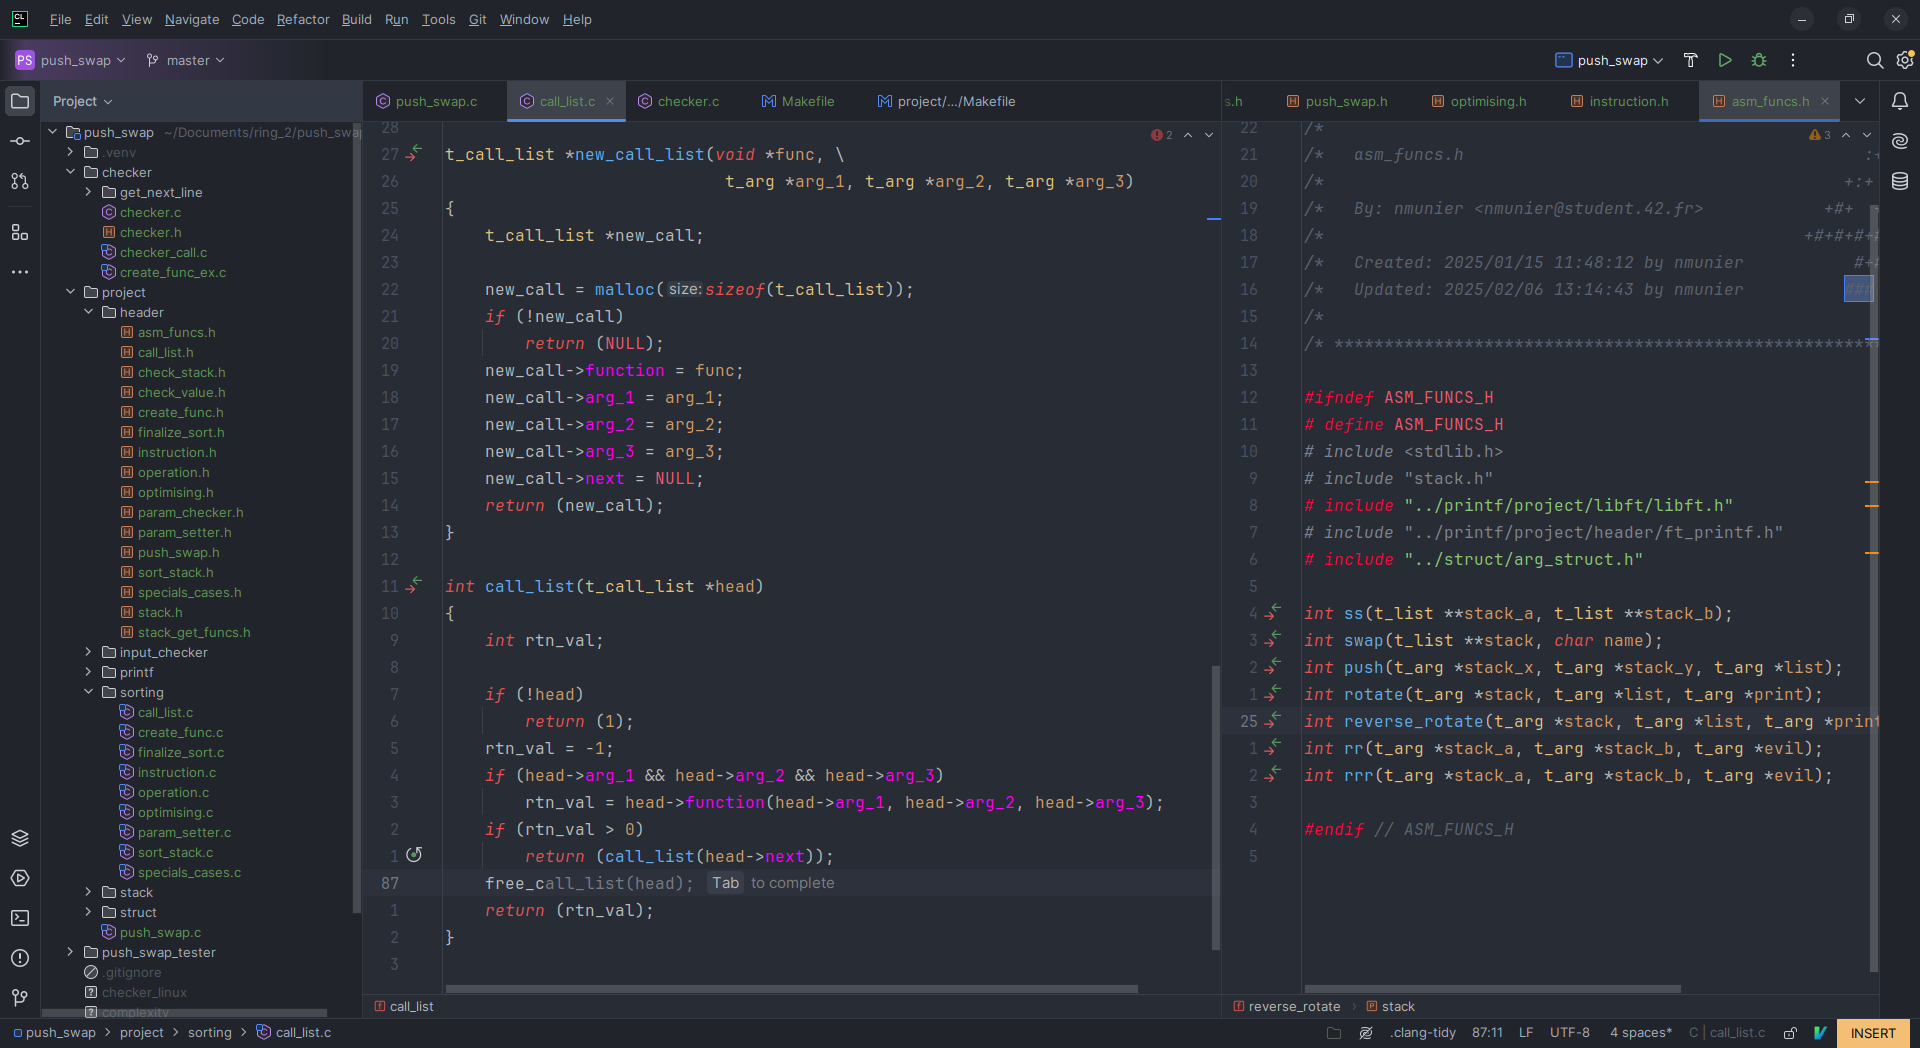 File Edit View Navigate Code Refactor Build Run Tools Git Window Help
PS push_swap master push_swap
Project
push_swap ~/Documents/ring_2/push_swa
.venv
checker
get_next_line
checker.c
checker.h
checker_call.c
create_func_ex.c
project
header
asm_funcs.h
call_list.h
check_stack.h
check_value.h
create_func.h
finalize_sort.h
instruction.h
operation.h
optimising.h
param_checker.h
param_setter.h
push_swap.h
sort_stack.h
specials_cases.h
stack.h
stack_get_funcs.h
input_checker
printf
sorting
call_list.c
create_func.c
finalize_sort.c
instruction.c
operation.c
optimising.c
param_setter.c
sort_stack.c
specials_cases.c
stack
struct
push_swap.c
push_swap_tester
.gitignore
checker_linux
complexity
push_swap.c call_list.c checker.c Makefile project/.../Makefile
2
28
27 t_call_list *new_call_list(void *func, \
26 t_arg *arg_1, t_arg *arg_2, t_arg *arg_3)
25 {
24 t_call_list *new_call;
23
22 new_call = malloc(size:sizeof(t_call_list));
21 if (!new_call)
20 return (NULL);
19 new_call->function = func;
18 new_call->arg_1 = arg_1;
17 new_call->arg_2 = arg_2;
16 new_call->arg_3 = arg_3;
15 new_call->next = NULL;
14 return (new_call);
13 }
12
11 int call_list(t_call_list *head)
10 {
9 int rtn_val;
8
7 if (!head)
6 return (1);
5 rtn_val = -1;
4 if (head->arg_1 && head->arg_2 && head->arg_3)
3 rtn_val = head->function(head->arg_1, head->arg_2, head->arg_3);
2 if (rtn_val > 0)
1 return (call_list(head->next));
87 free_call_list(head); Tab to complete
1 return (rtn_val);
2 }
3
call_list
s.h push_swap.h optimising.h instruction.h asm_funcs.h
3
22 /*
21 /* asm_funcs.h :+
20 /* +:+
19 /* By: nmunier <nmunier@student.42.fr> +#+
18 /* +#+#+#+#
17 /* Created: 2025/01/15 11:48:12 by nmunier #+#
16 /* Updated: 2025/02/06 13:14:43 by nmunier ###
15 /*
14 /* *******************************************************
13
12 #ifndef ASM_FUNCS_H
11 # define ASM_FUNCS_H
10 # include <stdlib.h>
9 # include "stack.h"
8 # include "../printf/project/libft/libft.h"
7 # include "../printf/project/header/ft_printf.h"
6 # include "../struct/arg_struct.h"
5
4 int ss(t_list **stack_a, t_list **stack_b);
3 int swap(t_list **stack, char name);
2 int push(t_arg *stack_x, t_arg *stack_y, t_arg *list);
1 int rotate(t_arg *stack, t_arg *list, t_arg *print);
25 int reverse_rotate(t_arg *stack, t_arg *list, t_arg *print
1 int rr(t_arg *stack_a, t_arg *stack_b, t_arg *evil);
2 int rrr(t_arg *stack_a, t_arg *stack_b, t_arg *evil);
3
4 #endif // ASM_FUNCS_H
5
reverse_rotate stack
push_swap project sorting call_list.c .clang-tidy 87:11 LF UTF-8 4 spaces* C | call_list.c INSERT